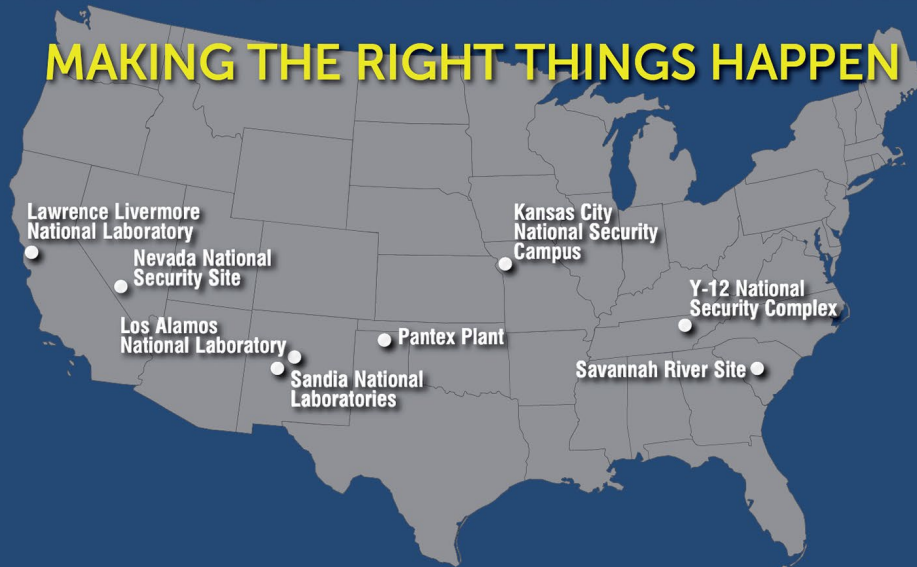 MAKING THE RIGHT THINGS HAPPEN
Lawrence Livermore
National Laboratory
Nevada National
Security Site
Los Alamos
National Laboratory
Sandia National
Laboratories
Pantex Plant
Kansas City
National Security
Campus
Y-12 National
Security Complex
Savannah River Site